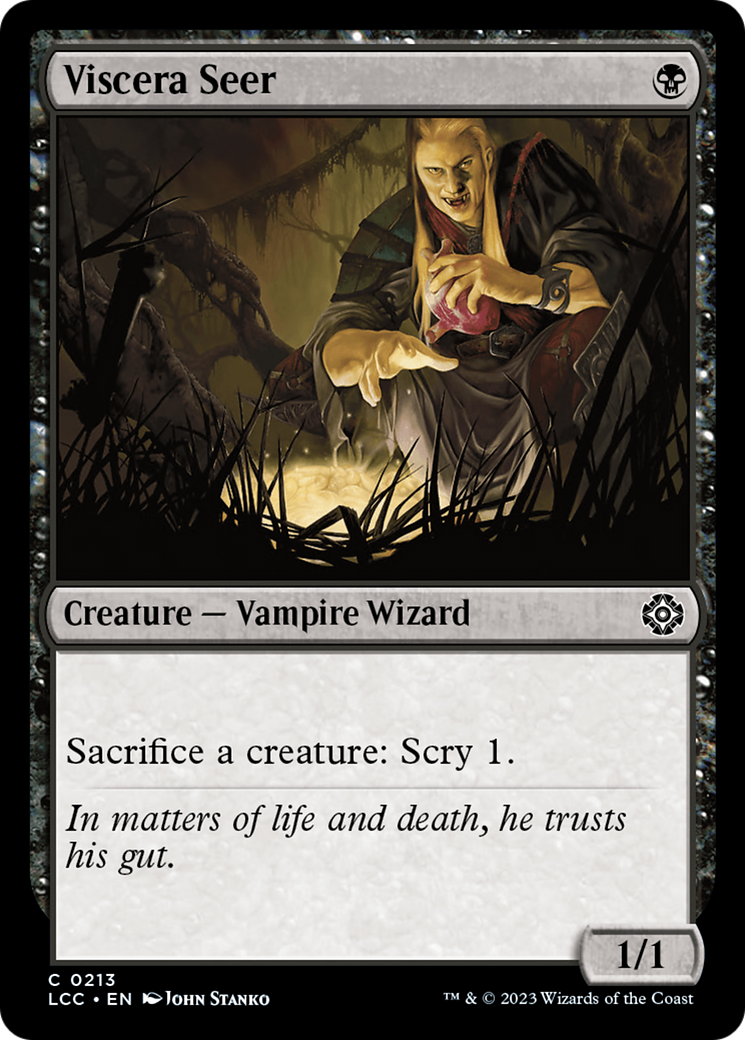 Viscera Seer
Creature — Vampire Wizard
Sacrifice a creature: Scry 1.
In matters of life and death, he trusts
his gut.
1/1
C 0213
LCC • EN John Stanko
™ & © 2023 Wizards of the Coast